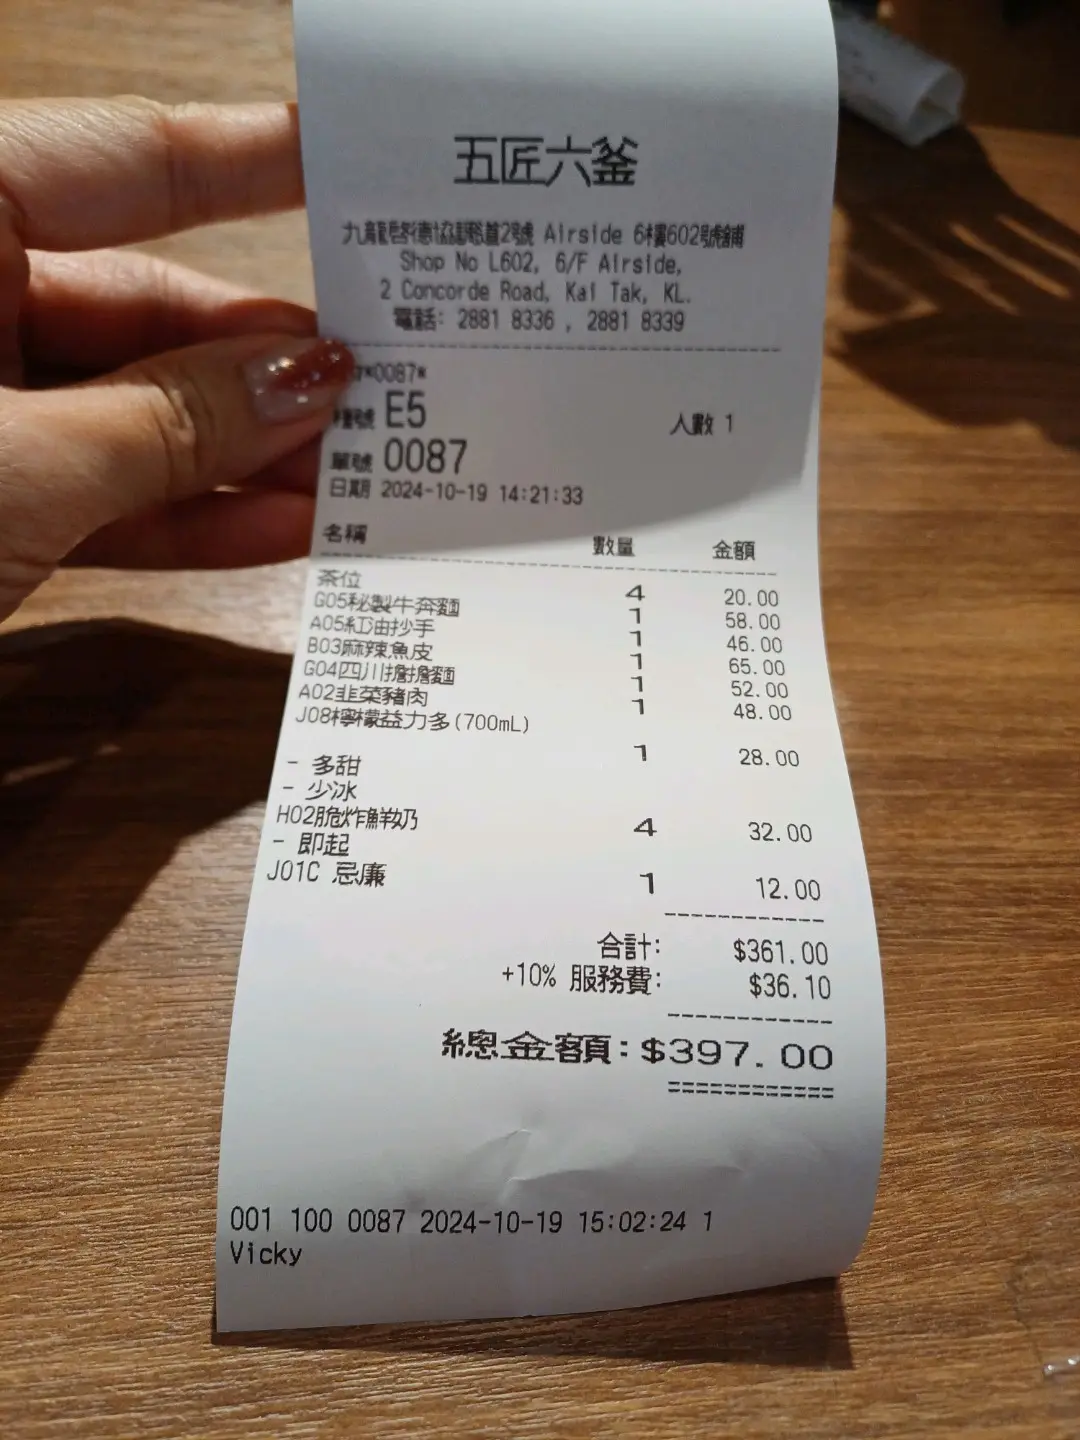 五匠六釜
九龍啓德協調道2號 Airside 6樓602號舖
Shop No L602, 6/F Airside,
2 Concorde Road, Kai Tak, KL.
電話: 2881 8336 , 2881 8339
*0087*
號 E5 人數 1
單號 0087
日期 2024-10-19 14:21:33
名稱 數量 金額
茶位 4 20.00
G05秘製牛奔麵 1 58.00
A05紅油抄手 1 46.00
B03麻辣魚皮 1 65.00
G04四川擔擔麵 1 52.00
A02韭菜豬肉 1 48.00
J08檸檬益力多(700mL) 1 28.00
- 多甜
- 少冰
H02脆炸鮮奶 4 32.00
- 即起
J01C 忌廉 1 12.00
合計: $361.00
+10% 服務費: $36.10
總金額: $397.00
001 100 0087 2024-10-19 15:02:24 1
Vicky